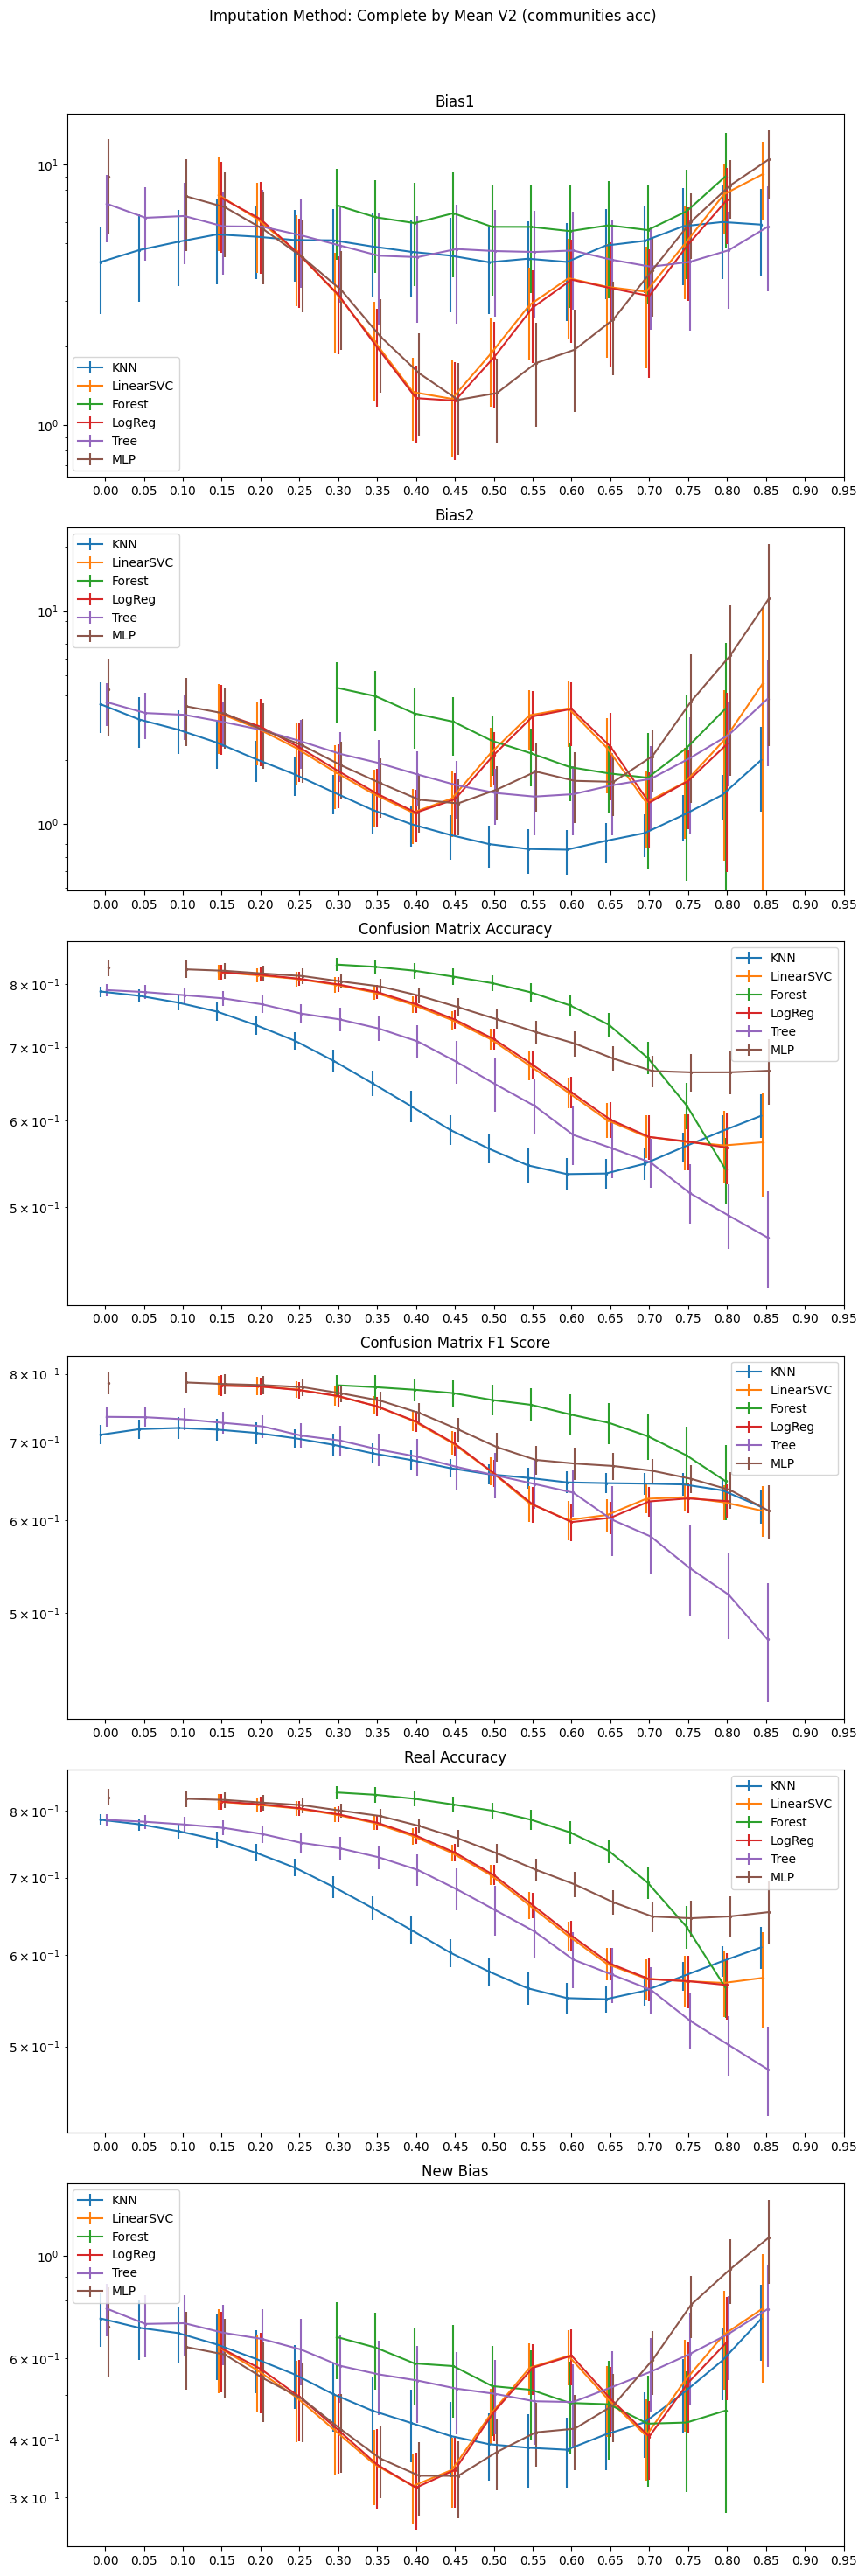 Imputation Method: Complete by Mean V2 (communities acc)
Bias1
10¹
10⁰
KNN
LinearSVC
Forest
LogReg
Tree
MLP
0.00 0.05 0.10 0.15 0.20 0.25 0.30 0.35 0.40 0.45 0.50 0.55 0.60 0.65 0.70 0.75 0.80 0.85 0.90 0.95
Bias2
10¹
10⁰
KNN
LinearSVC
Forest
LogReg
Tree
MLP
0.00 0.05 0.10 0.15 0.20 0.25 0.30 0.35 0.40 0.45 0.50 0.55 0.60 0.65 0.70 0.75 0.80 0.85 0.90 0.95
Confusion Matrix Accuracy
8 × 10⁻¹
7 × 10⁻¹
6 × 10⁻¹
5 × 10⁻¹
KNN
LinearSVC
Forest
LogReg
Tree
MLP
0.00 0.05 0.10 0.15 0.20 0.25 0.30 0.35 0.40 0.45 0.50 0.55 0.60 0.65 0.70 0.75 0.80 0.85 0.90 0.95
Confusion Matrix F1 Score
8 × 10⁻¹
7 × 10⁻¹
6 × 10⁻¹
5 × 10⁻¹
KNN
LinearSVC
Forest
LogReg
Tree
MLP
0.00 0.05 0.10 0.15 0.20 0.25 0.30 0.35 0.40 0.45 0.50 0.55 0.60 0.65 0.70 0.75 0.80 0.85 0.90 0.95
Real Accuracy
8 × 10⁻¹
7 × 10⁻¹
6 × 10⁻¹
5 × 10⁻¹
KNN
LinearSVC
Forest
LogReg
Tree
MLP
0.00 0.05 0.10 0.15 0.20 0.25 0.30 0.35 0.40 0.45 0.50 0.55 0.60 0.65 0.70 0.75 0.80 0.85 0.90 0.95
New Bias
10⁰
6 × 10⁻¹
4 × 10⁻¹
3 × 10⁻¹
KNN
LinearSVC
Forest
LogReg
Tree
MLP
0.00 0.05 0.10 0.15 0.20 0.25 0.30 0.35 0.40 0.45 0.50 0.55 0.60 0.65 0.70 0.75 0.80 0.85 0.90 0.95